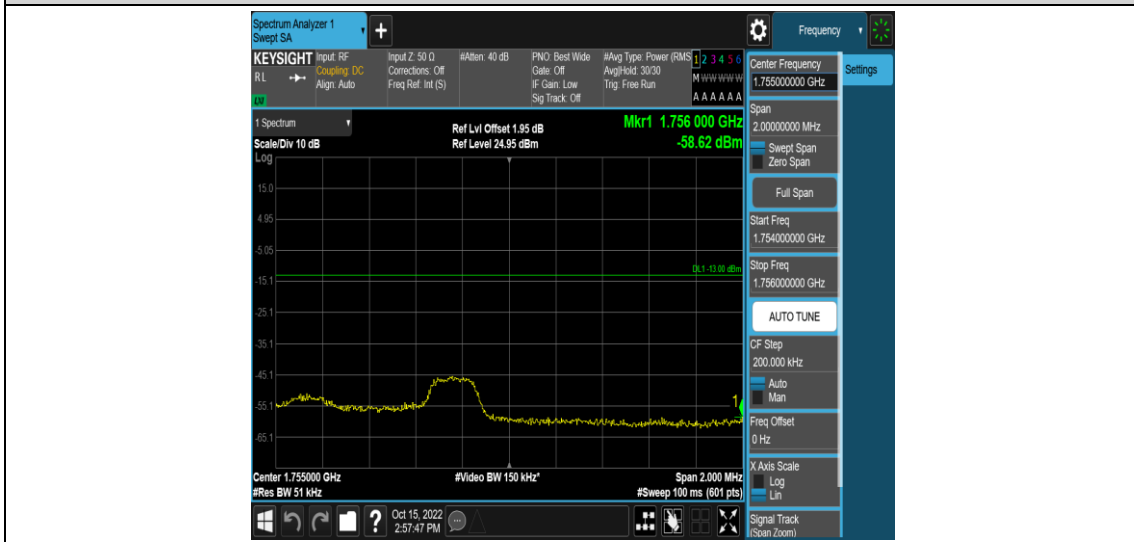 Spectrum Analyzer 1
Swept SA
+
Frequency
KEYSIGHT
RL
LXI
Input: RF
Coupling: DC
Align: Auto
Input Z: 50 Ω
Corrections: Off
Freq Ref: Int (S)
#Atten: 40 dB
PNO: Best Wide
Gate: Off
IF Gain: Low
Sig Track: Off
#Avg Type: Power (RMS
Avg|Hold: 30/30
Trig: Free Run
1 2 3 4 5 6
M W W W W W
A A A A A A
1 Spectrum
Scale/Div 10 dB
Log
Ref Lvl Offset 1.95 dB
Ref Level 24.95 dBm
Mkr1 1.756 000 GHz
-58.62 dBm
15.0
4.95
-5.05
DL1 -13.00 dBm
-15.1
-25.1
-35.1
-45.1
-55.1
1
-65.1
Center 1.755000 GHz
#Video BW 150 kHz*
Span 2.000 MHz
#Res BW 51 kHz
#Sweep 100 ms (601 pts)
?
Oct 15, 2022
2:57:47 PM
Center Frequency
1.755000000 GHz
Settings
Span
2.00000000 MHz
Swept Span
Zero Span
Full Span
Start Freq
1.754000000 GHz
Stop Freq
1.756000000 GHz
AUTO TUNE
CF Step
200.000 kHz
Auto
Man
Freq Offset
0 Hz
X Axis Scale
Log
Lin
Signal Track
(Span Zoom)